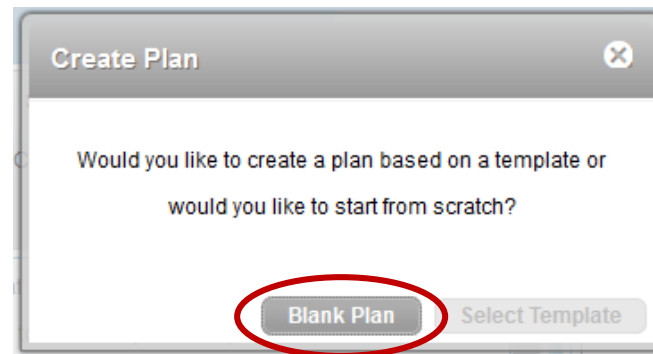 Create Plan
Would you like to create a plan based on a template or
would you like to start from scratch?
Blank Plan Select Template